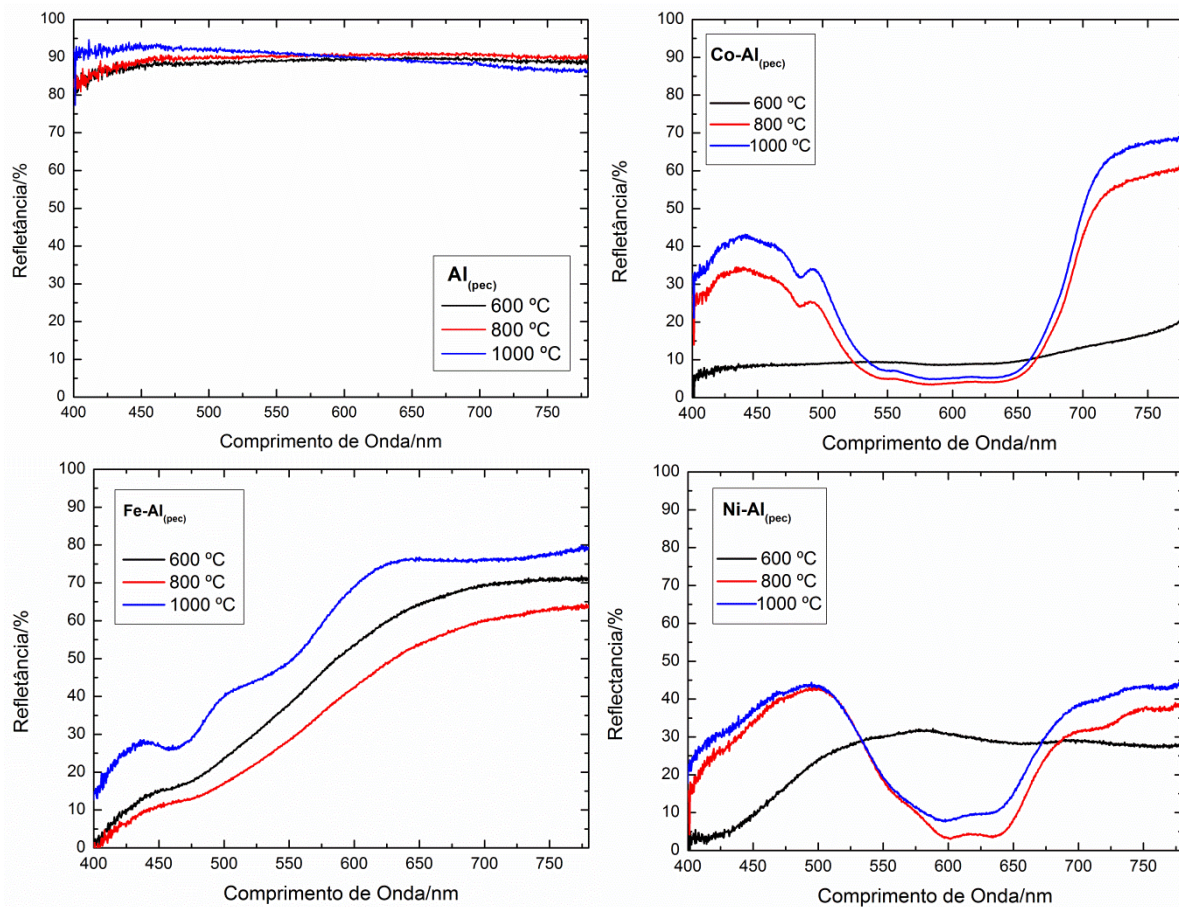 100
90
80
70
60
50
40
30
20
10
0
Refletância/%
Al(pec)
600 ºC
800 ºC
1000 ºC
400 450 500 550 600 650 700 750
Comprimento de Onda/nm
100
90
80
70
60
50
40
30
20
10
0
Refletância/%
Co-Al(pec)
600 ºC
800 ºC
1000 ºC
400 450 500 550 600 650 700 750
Comprimento de Onda/nm
100
90
80
70
60
50
40
30
20
10
0
Refletância/%
Fe-Al(pec)
600 ºC
800 ºC
1000 ºC
400 450 500 550 600 650 700 750
Comprimento de Onda/nm
100
90
80
70
60
50
40
30
20
10
0
Reflectancia/%
Ni-Al(pec)
600 ºC
800 ºC
1000 ºC
400 450 500 550 600 650 700 750
Comprimento de Onda/nm